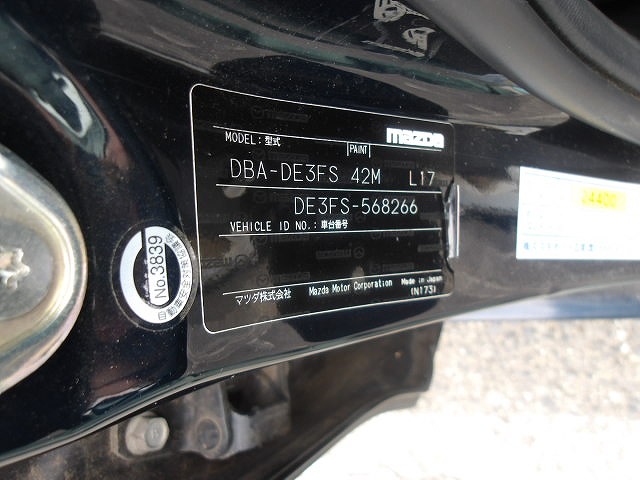 mazda
MODEL：型式 PAINT
DBA-DE3FS 42M L17
DE3FS-568266
VEHICLE ID NO.：車台番号
マツダ株式会社 Mazda Motor Corporation Made in Japan
(N173)
No.3839